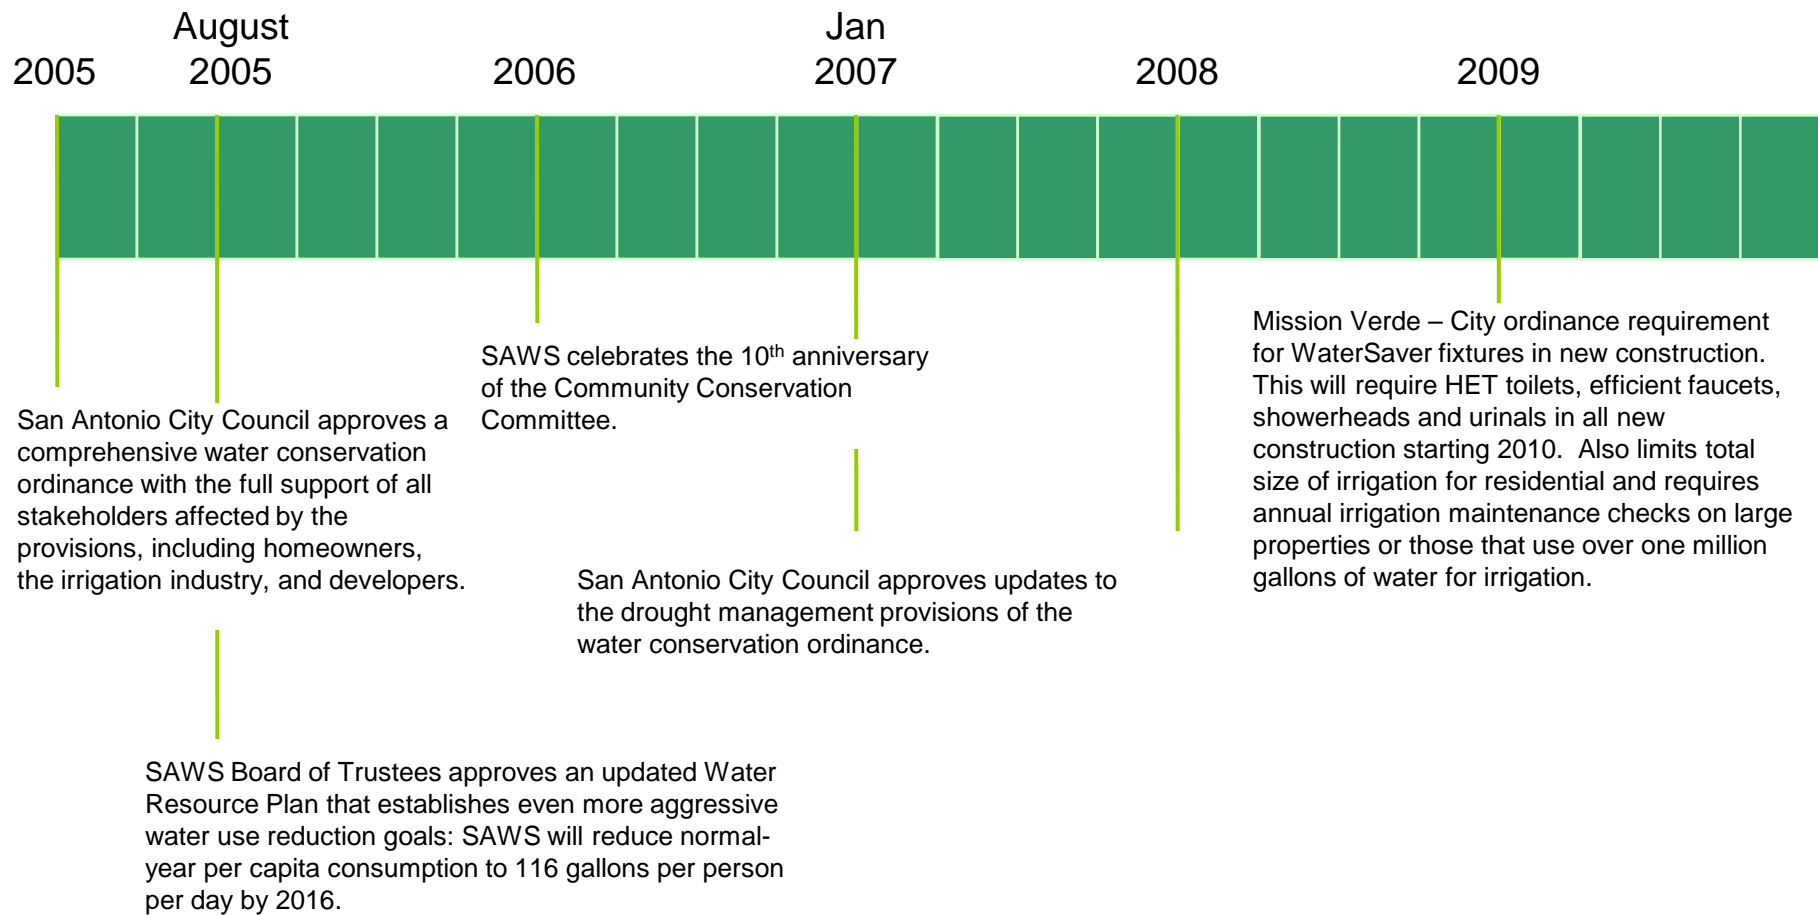 August
Jan
2005
2005
2006
2007
2008
2009
San Antonio City Council approves a
comprehensive water conservation
ordinance with the full support of all
stakeholders affected by the
provisions, including homeowners,
the irrigation industry, and developers.
SAWS Board of Trustees approves an updated Water
Resource Plan that establishes even more aggressive
water use reduction goals: SAWS will reduce normal-
year per capita consumption to 116 gallons per person
per day by 2016.
SAWS celebrates the 10th anniversary
of the Community Conservation
Committee.
San Antonio City Council approves updates to
the drought management provisions of the
water conservation ordinance.
Mission Verde – City ordinance requirement
for WaterSaver fixtures in new construction.
This will require HET toilets, efficient faucets,
showerheads and urinals in all new
construction starting 2010.  Also limits total
size of irrigation for residential and requires
annual irrigation maintenance checks on large
properties or those that use over one million
gallons of water for irrigation.